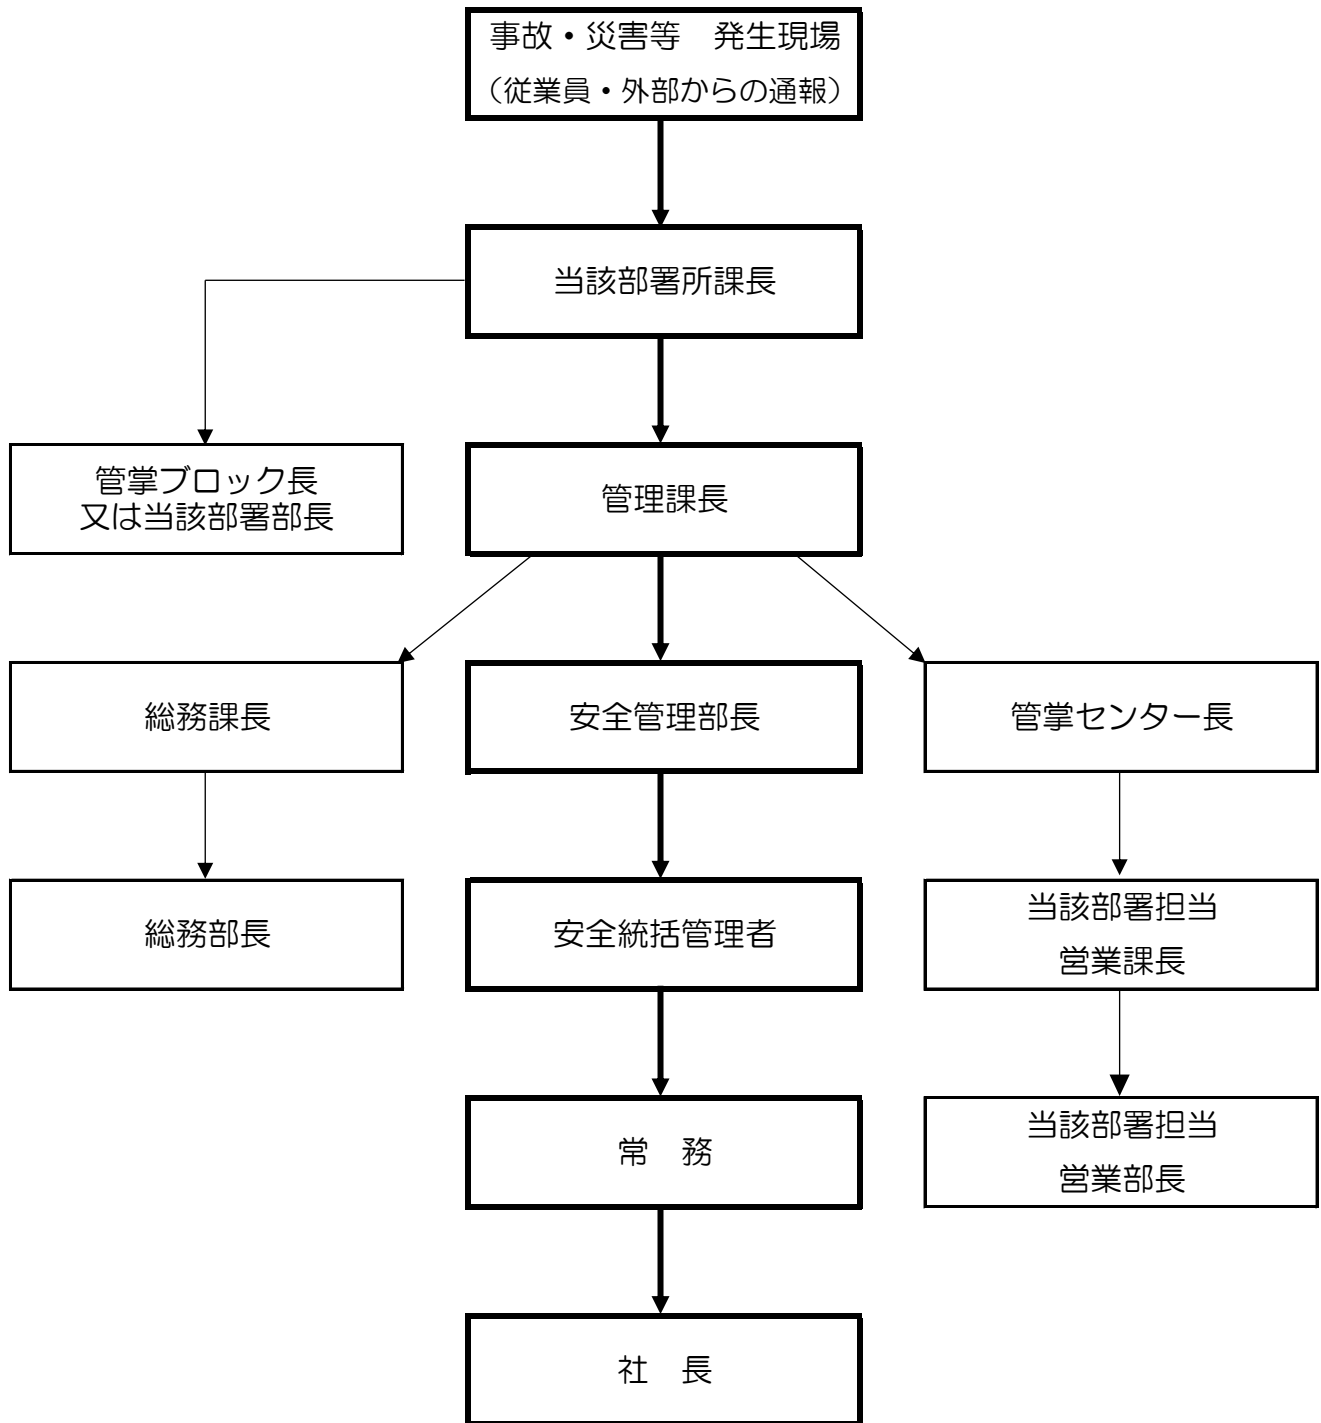 事故・災害等　発生現場
（従業員・外部からの通報）
当該部署所課長
管掌ブロック長
又は当該部署部長
管理課長
総務課長
安全管理部長
管掌センター長
総務部長
安全統括管理者
当該部署担当
営業課長
常　務
当該部署担当
営業部長
社　長